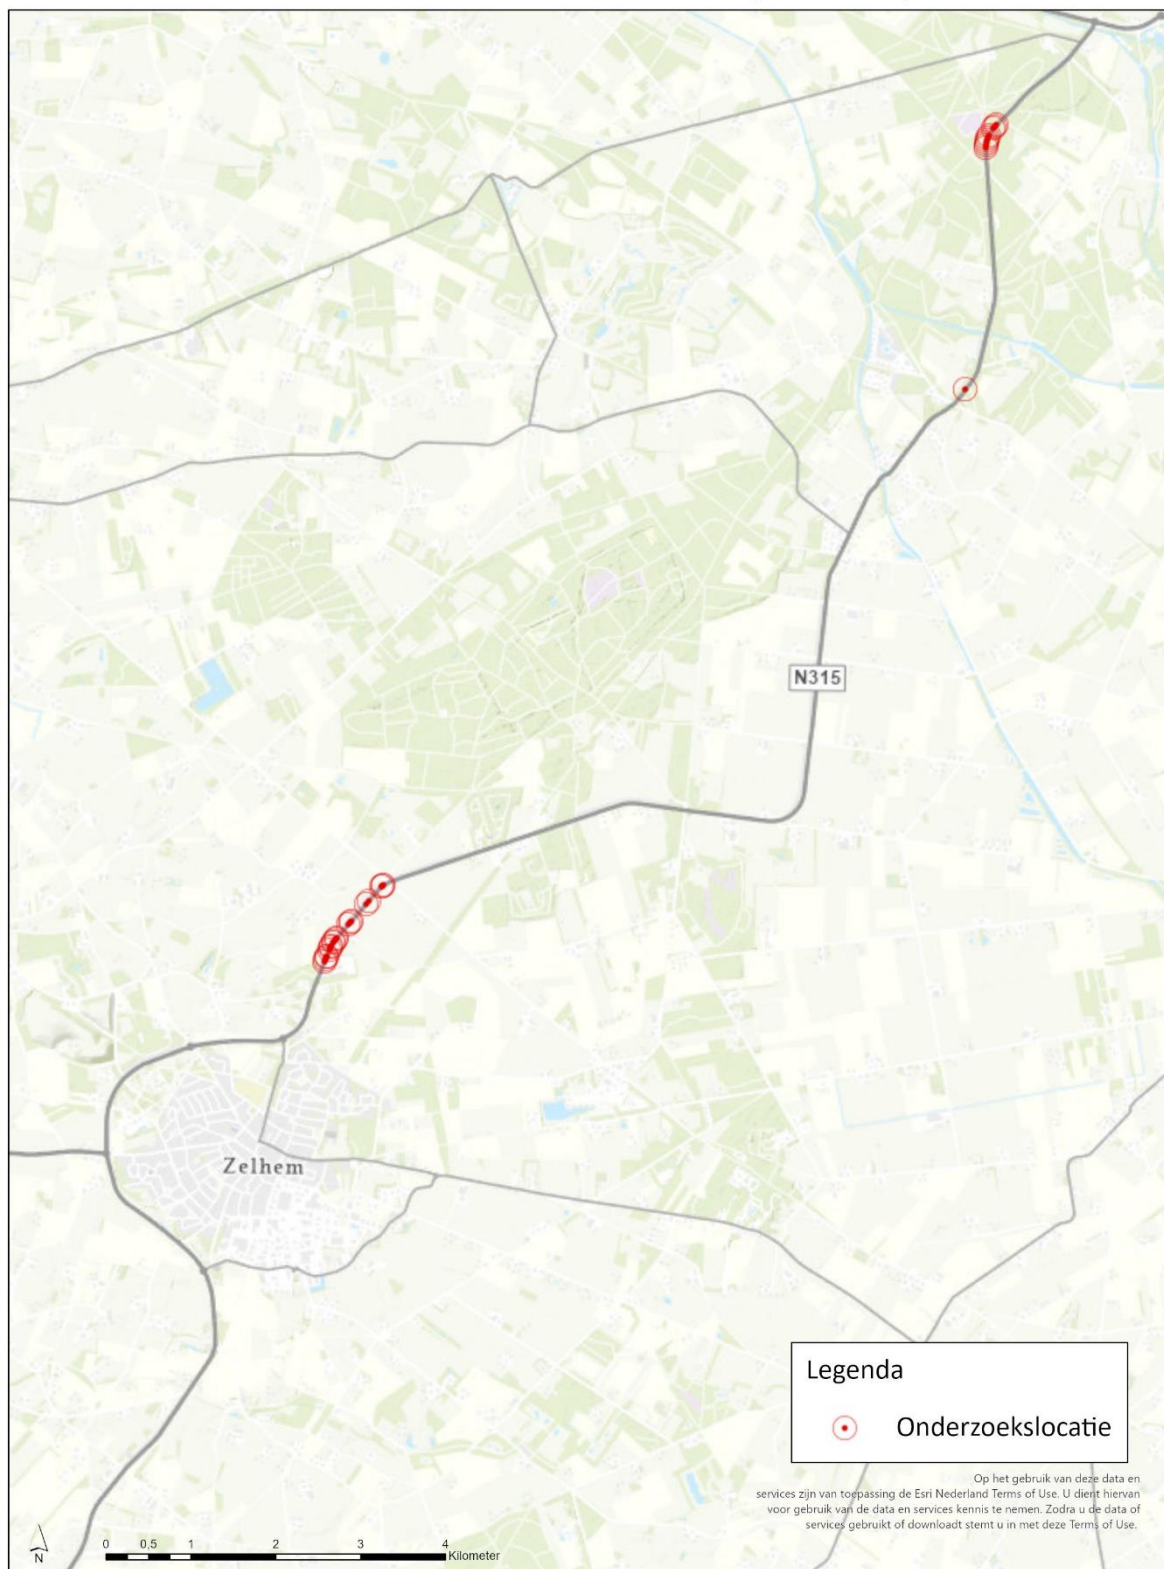 N315
Zelhem
Legenda
Onderzoekslocatie
Op het gebruik van deze data en
services zijn van toepassing de Esri Nederland Terms of Use. U dient hiervan
voor gebruik van de data en services kennis te nemen. Zodra u de data of
services gebruikt of downloadt stemt u in met deze Terms of Use.
N
0 0,5 1 2 3 4
Kilometer